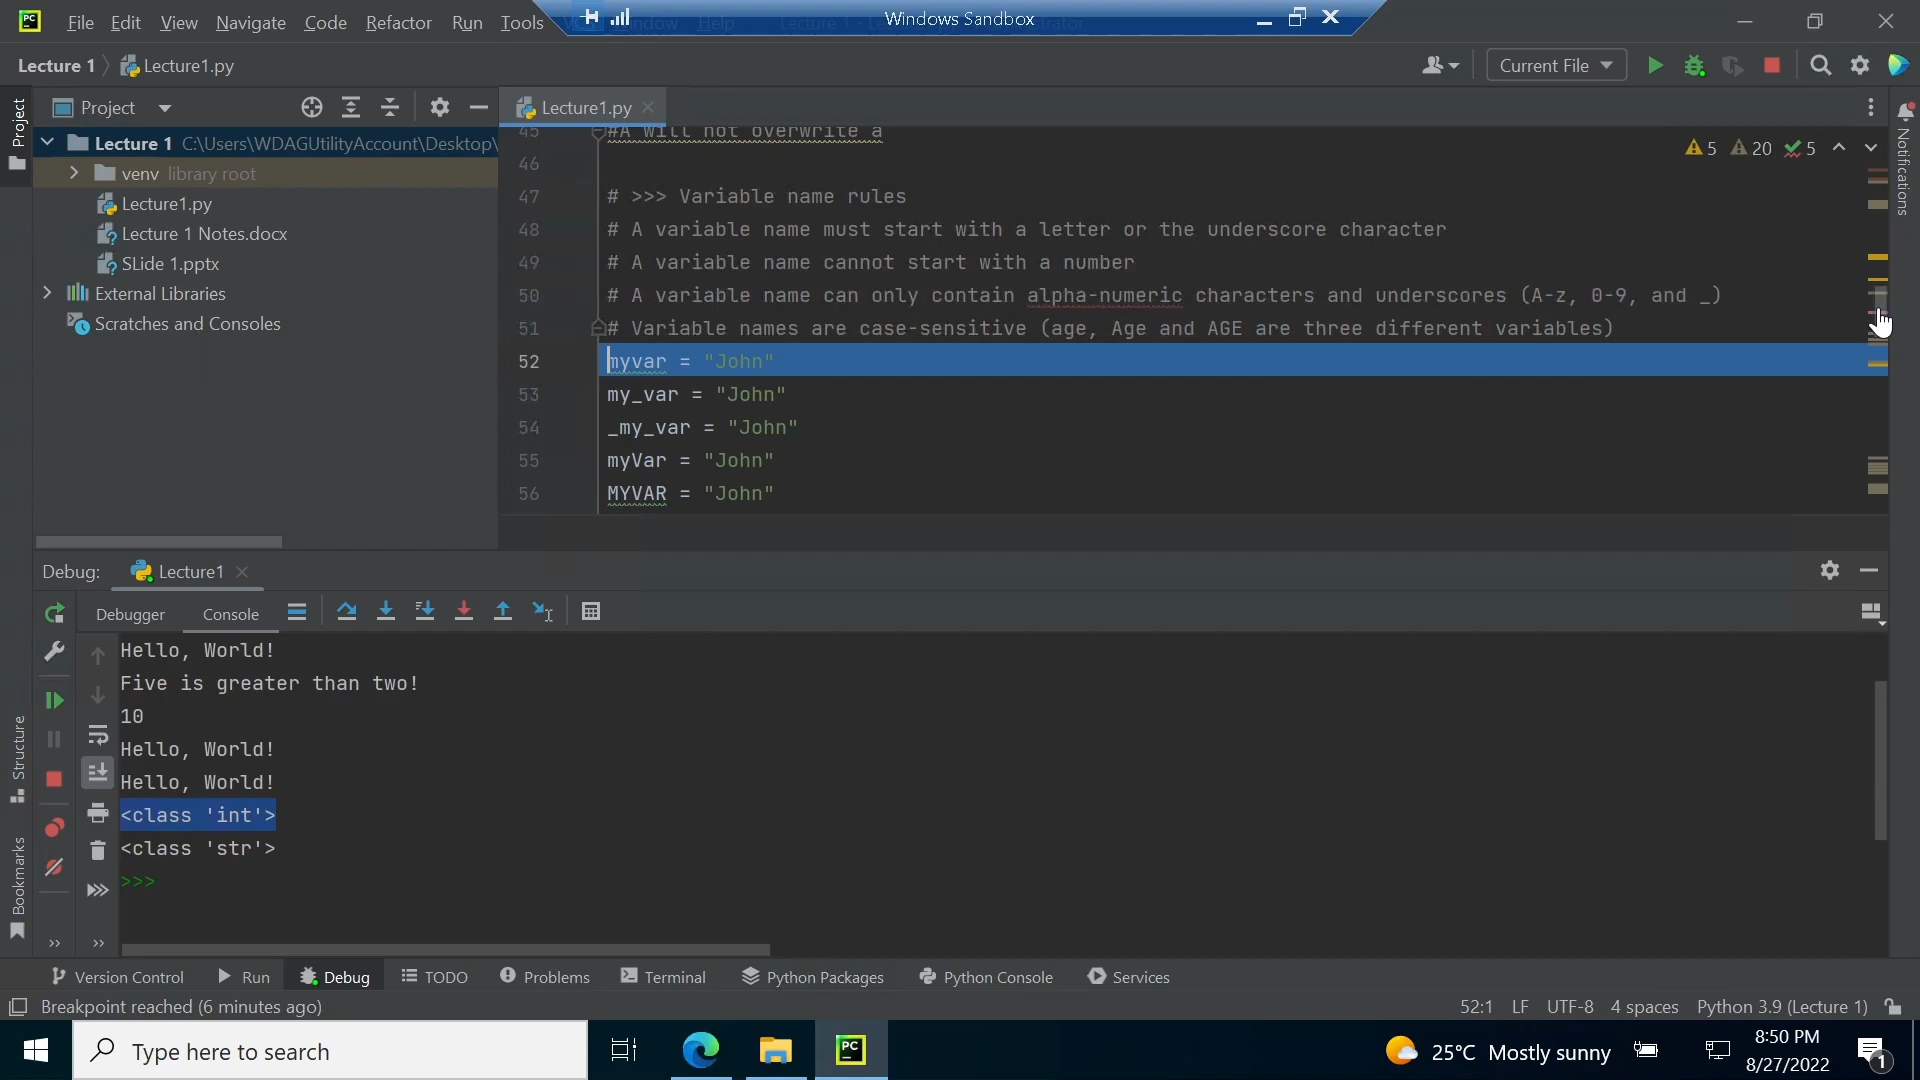 File Edit View Navigate Code Refactor Run Tools
Windows Sandbox
Lecture 1 Lecture1.py
Current File
Project
Lecture1.py
Lecture 1 C:\Users\WDAGUtilityAccount\Desktop\
venv library root
Lecture1.py
Lecture 1 Notes.docx
SLide 1.pptx
External Libraries
Scratches and Consoles
Project
Structure
Bookmarks
Notifications
5 20 5
45 #A will not overwrite a
46
47 # >>> Variable name rules
48 # A variable name must start with a letter or the underscore character
49 # A variable name cannot start with a number
50 # A variable name can only contain alpha-numeric characters and underscores (A-z, 0-9, and _)
51 # Variable names are case-sensitive (age, Age and AGE are three different variables)
52 myvar = "John"
53 my_var = "John"
54 _my_var = "John"
55 myVar = "John"
56 MYVAR = "John"
Debug: Lecture1
Debugger Console
Hello, World!
Five is greater than two!
10
Hello, World!
Hello, World!
<class 'int'>
<class 'str'>
>>>
Version Control Run Debug TODO Problems Terminal Python Packages Python Console Services
Breakpoint reached (6 minutes ago)
52:1 LF UTF-8 4 spaces Python 3.9 (Lecture 1)
Type here to search
PC
25°C Mostly sunny
8:50 PM
8/27/2022
1